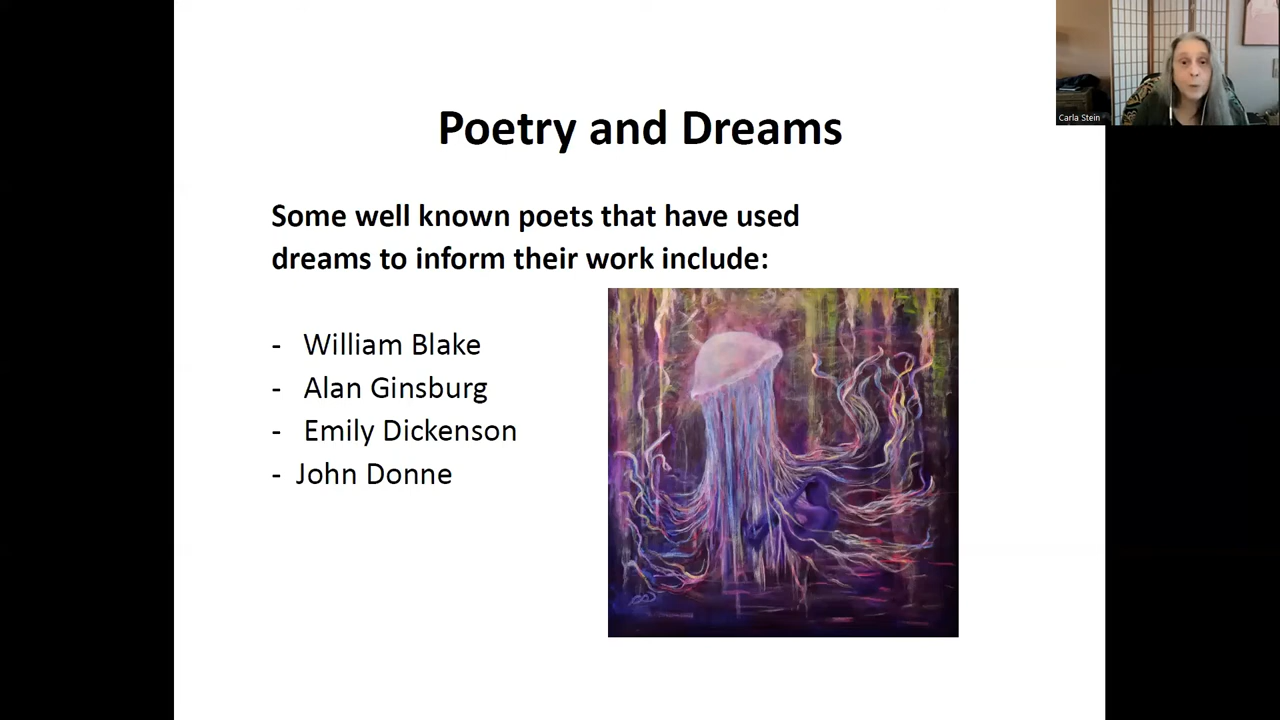 Poetry and Dreams
Carla Stein
Some well known poets that have used
dreams to inform their work include:
- William Blake
- Alan Ginsburg
- Emily Dickenson
- John Donne